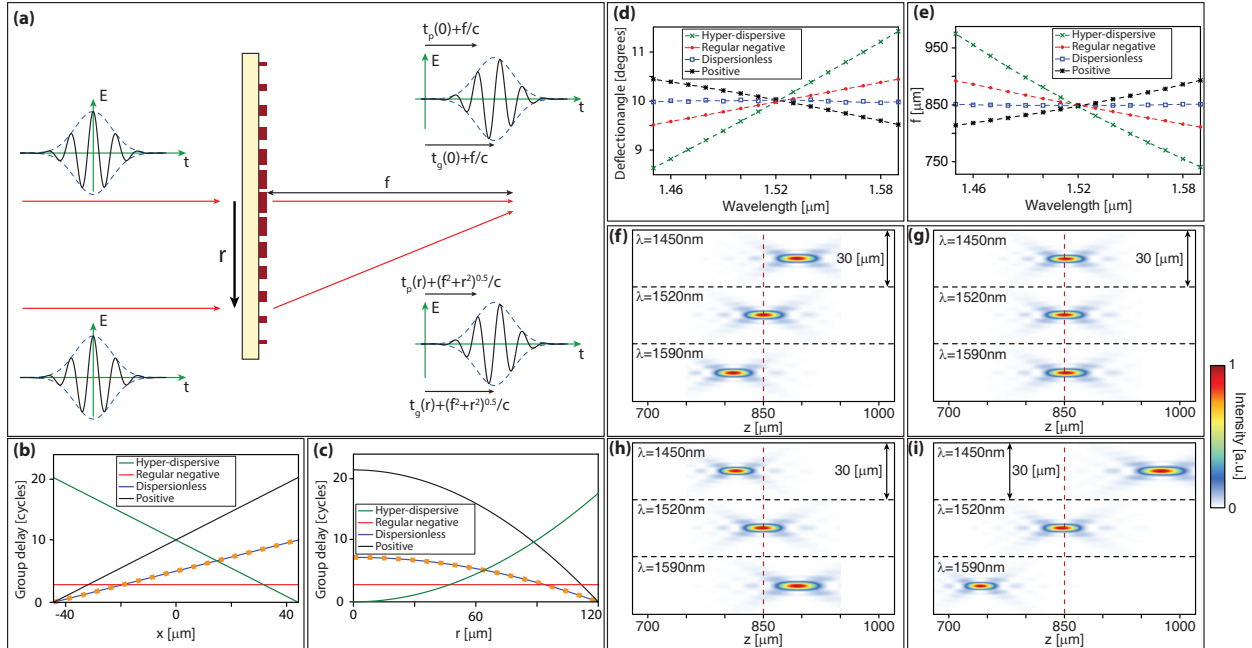 (a)
t_p(0)+f/c
E
t
t_g(0)+f/c
E
t
f
r
t_p(r)+(f²+r²)^0.5/c
E
t
t_g(r)+(f²+r²)^0.5/c
E
t
(b)
Group delay [cycles]
20
10
0
Hyper-dispersive
Regular negative
Dispersionless
Positive
-40
0
40
x [μm]
(c)
Group delay [cycles]
20
10
0
Hyper-dispersive
Regular negative
Dispersionless
Positive
0
60
120
r [μm]
(d)
Deflectionangle [degrees]
11
10
9
Hyper-dispersive
Regular negative
Dispersionless
Positive
1.46
1.52
1.58
Wavelength [μm]
(e)
f [μm]
950
850
750
Hyper-dispersive
Regular negative
Dispersionless
Positive
1.46
1.52
1.58
Wavelength [μm]
(f)
λ=1450nm
30 [μm]
λ=1520nm
λ=1590nm
700
850
1000
z [μm]
(g)
λ=1450nm
30 [μm]
λ=1520nm
λ=1590nm
700
850
1000
z [μm]
(h)
λ=1450nm
30 [μm]
λ=1520nm
λ=1590nm
700
850
1000
z [μm]
(i)
λ=1450nm
30 [μm]
λ=1520nm
λ=1590nm
700
850
1000
z [μm]
1
Intensity [a.u.]
0